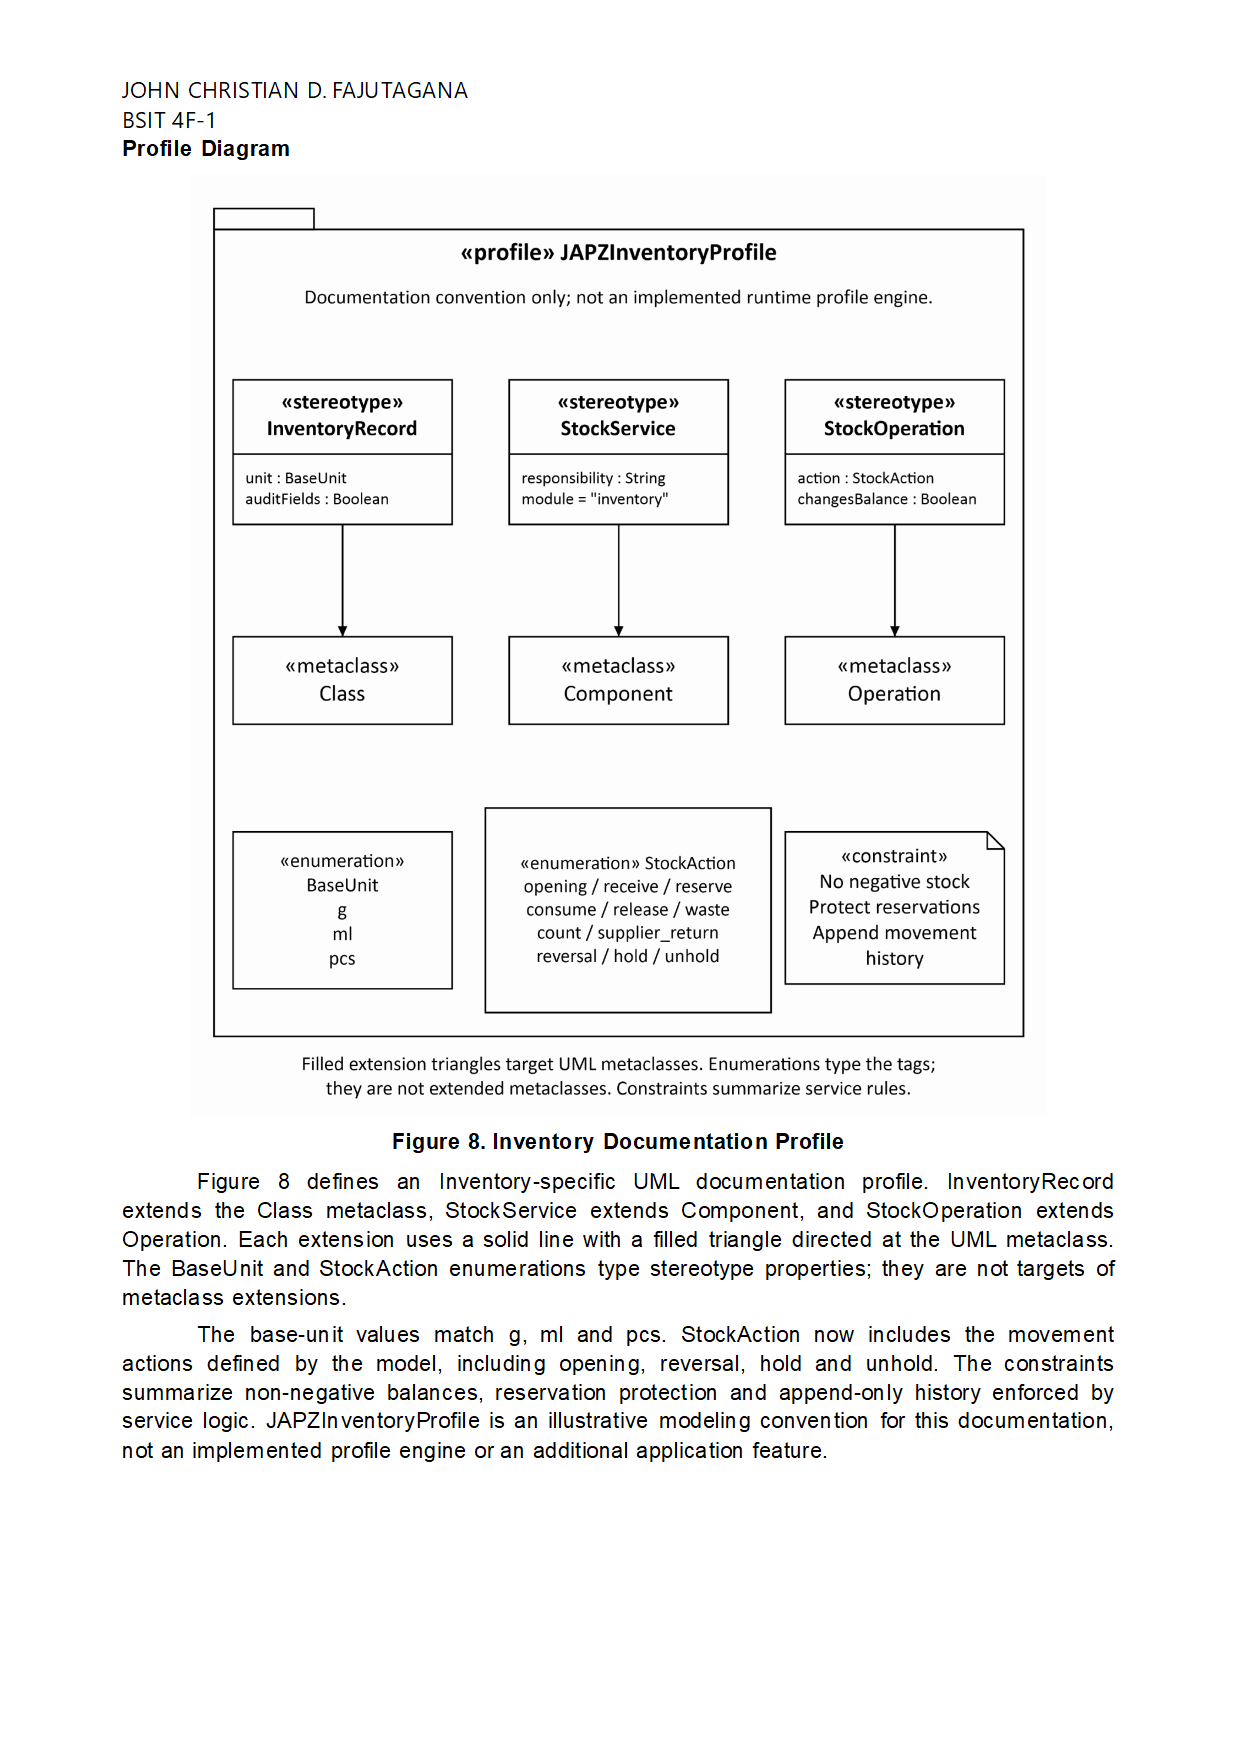 JOHN CHRISTIAN D. FAJUTAGANA
BSIT 4F-1
Profile Diagram
«profile» JAPZInventoryProfile
Documentation convention only; not an implemented runtime profile engine.
«stereotype»
InventoryRecord
unit : BaseUnit
auditFields : Boolean
«stereotype»
StockService
responsibility : String
module = "inventory"
«stereotype»
StockOperation
action : StockAction
changesBalance : Boolean
«metaclass»
Class
«metaclass»
Component
«metaclass»
Operation
«enumeration»
BaseUnit
g
ml
pcs
«enumeration» StockAction
opening / receive / reserve
consume / release / waste
count / supplier_return
reversal / hold / unhold
«constraint»
No negative stock
Protect reservations
Append movement
history
Filled extension triangles target UML metaclasses. Enumerations type the tags;
they are not extended metaclasses. Constraints summarize service rules.
Figure 8. Inventory Documentation Profile
Figure 8 defines an Inventory-specific UML documentation profile. InventoryRecord
extends the Class metaclass, StockService extends Component, and StockOperation extends
Operation. Each extension uses a solid line with a filled triangle directed at the UML metaclass.
The BaseUnit and StockAction enumerations type stereotype properties; they are not targets of
metaclass extensions.
The base-unit values match g, ml and pcs. StockAction now includes the movement
actions defined by the model, including opening, reversal, hold and unhold. The constraints
summarize non-negative balances, reservation protection and append-only history enforced by
service logic. JAPZInventoryProfile is an illustrative modeling convention for this documentation,
not an implemented profile engine or an additional application feature.